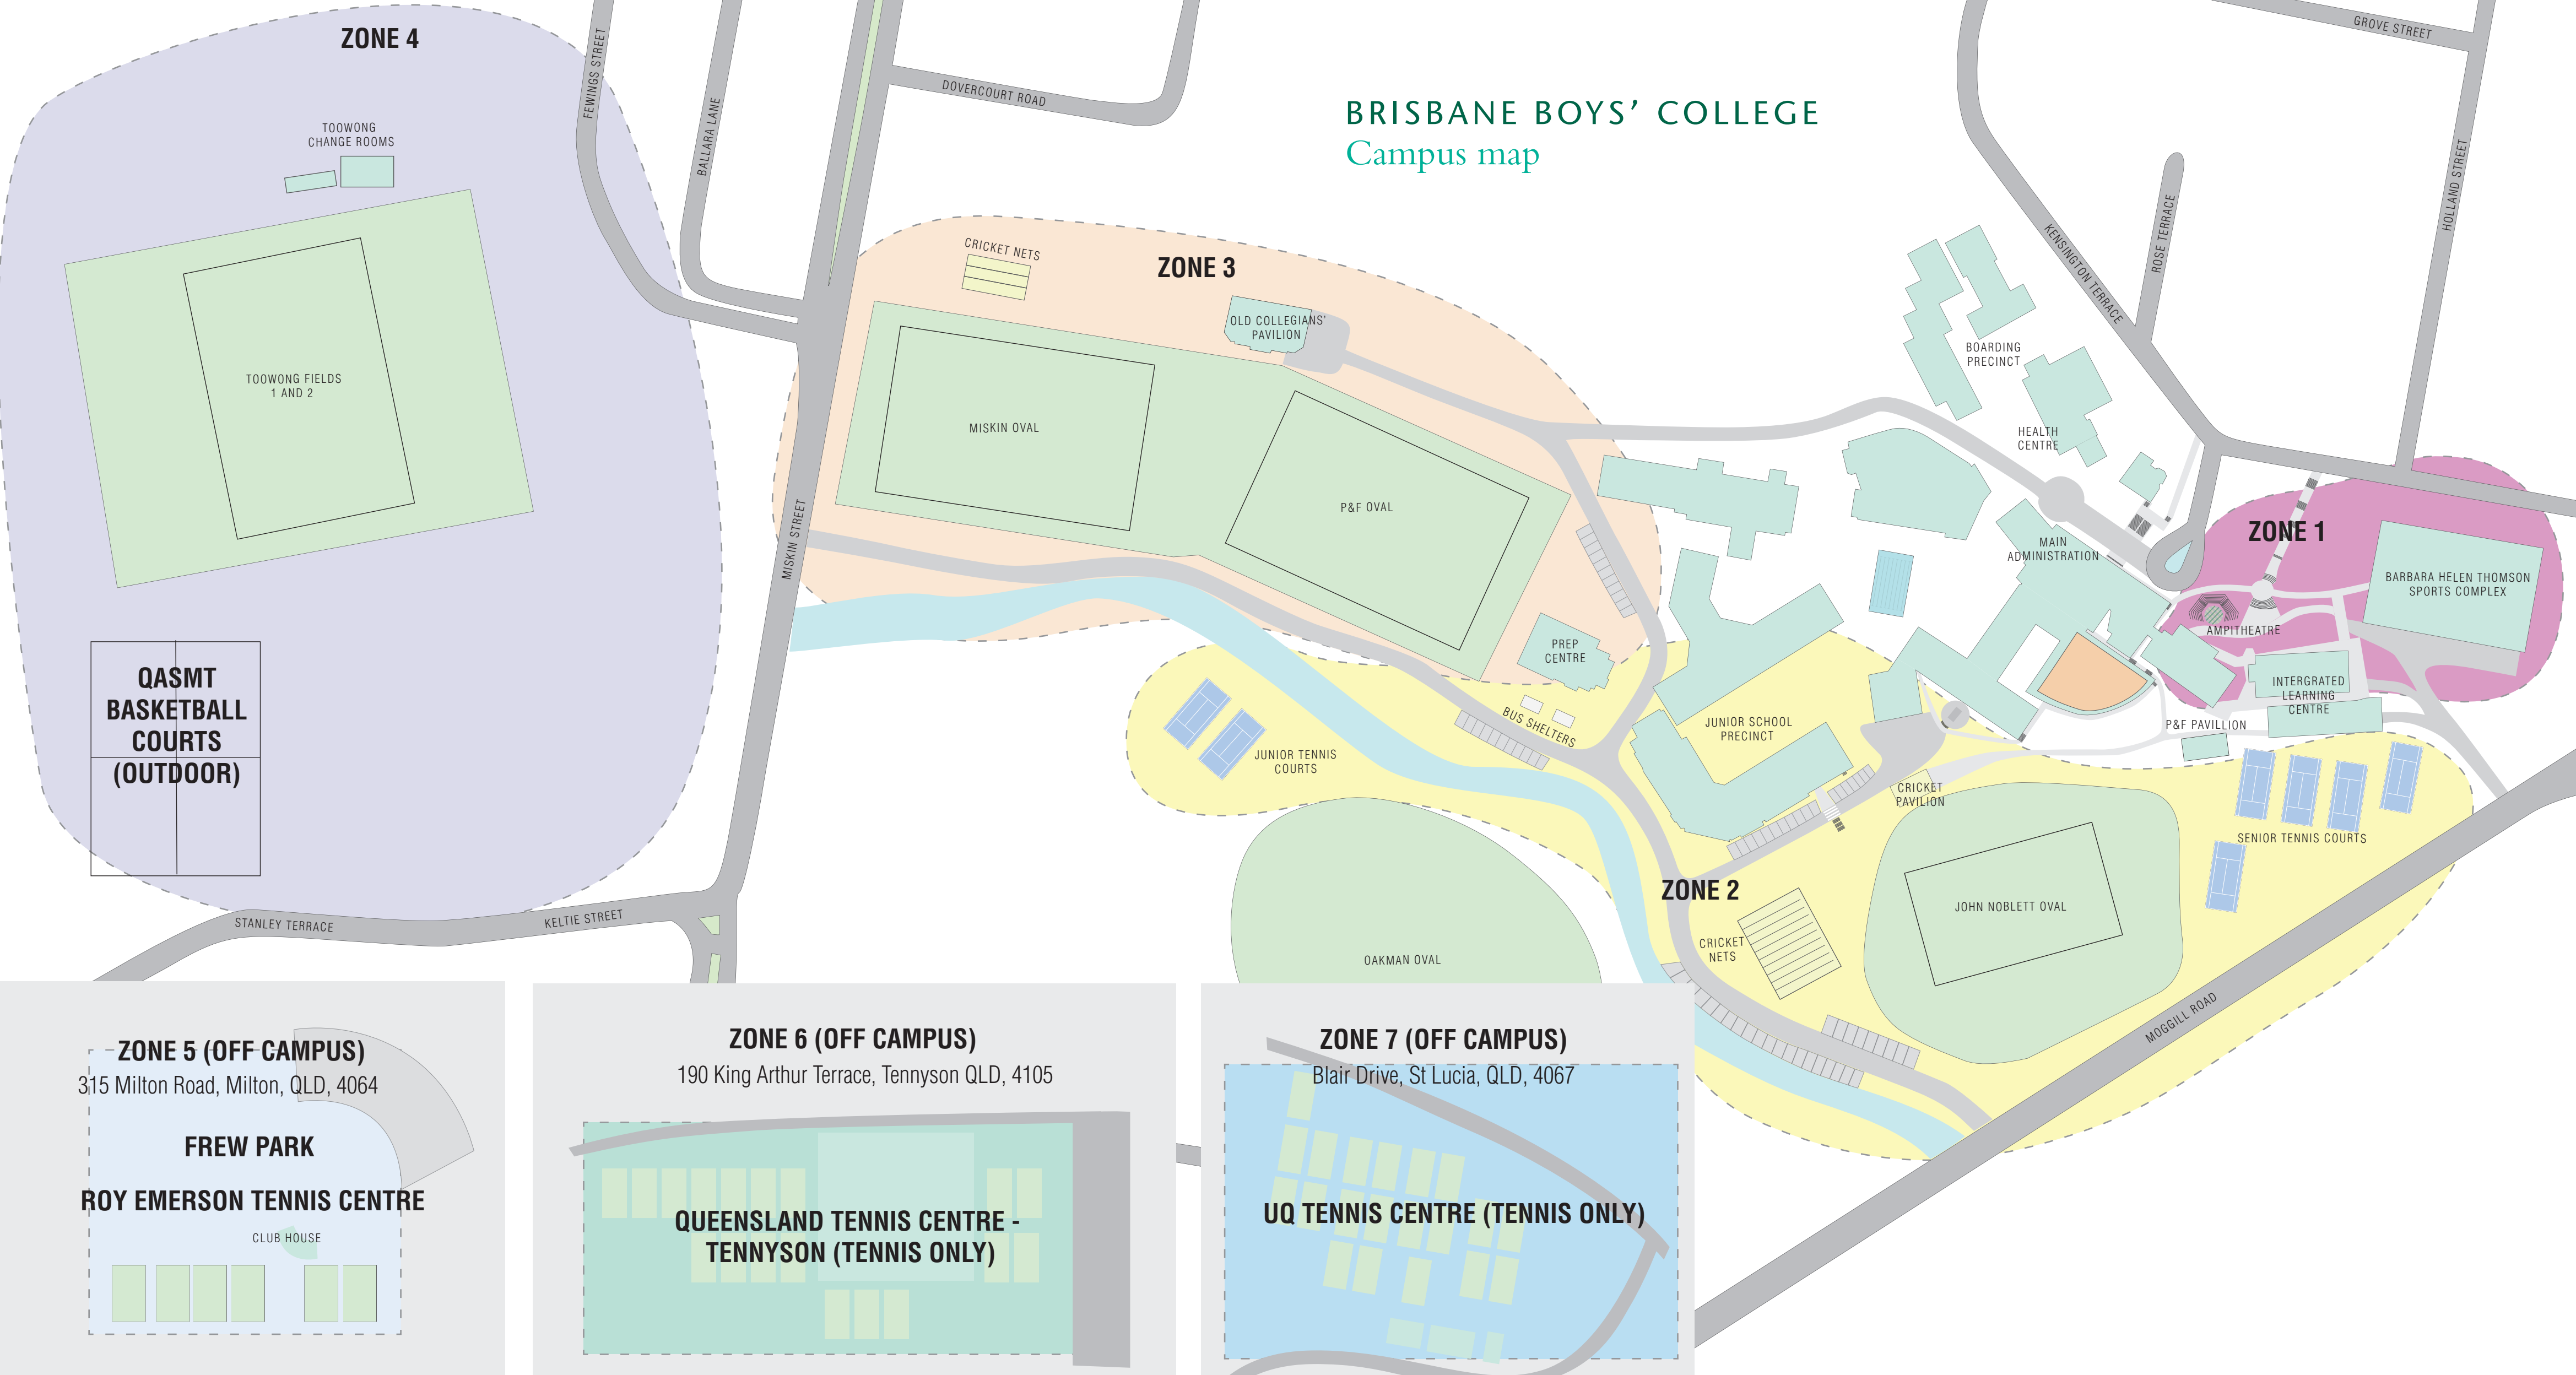 BRISBANE BOYS' COLLEGE
Campus map
ZONE 4
TOOWONG
CHANGE ROOMS
TOOWONG FIELDS
1 AND 2
QASMT
BASKETBALL
COURTS
(OUTDOOR)
FEWINGS STREET
BALLARA LANE
DOVERCOURT ROAD
MISKIN STREET
STANLEY TERRACE
KELTIE STREET
ZONE 3
CRICKET NETS
OLD COLLEGIANS'
PAVILION
MISKIN OVAL
P&F OVAL
PREP
CENTRE
GROVE STREET
HOLLAND STREET
ROSE TERRACE
KENSINGTON TERRACE
BOARDING
PRECINCT
HEALTH
CENTRE
MAIN
ADMINISTRATION
ZONE 1
BARBARA HELEN THOMSON
SPORTS COMPLEX
AMPITHEATRE
INTERGRATED
LEARNING
CENTRE
P&F PAVILLION
BUS SHELTERS
JUNIOR SCHOOL
PRECINCT
JUNIOR TENNIS
COURTS
CRICKET
PAVILION
SENIOR TENNIS COURTS
ZONE 2
JOHN NOBLETT OVAL
CRICKET
NETS
OAKMAN OVAL
MOGGILL ROAD
ZONE 5 (OFF CAMPUS)
315 Milton Road, Milton, QLD, 4064
FREW PARK
ROY EMERSON TENNIS CENTRE
CLUB HOUSE
ZONE 6 (OFF CAMPUS)
190 King Arthur Terrace, Tennyson QLD, 4105
QUEENSLAND TENNIS CENTRE -
TENNYSON (TENNIS ONLY)
ZONE 7 (OFF CAMPUS)
Blair Drive, St Lucia, QLD, 4067
UQ TENNIS CENTRE (TENNIS ONLY)